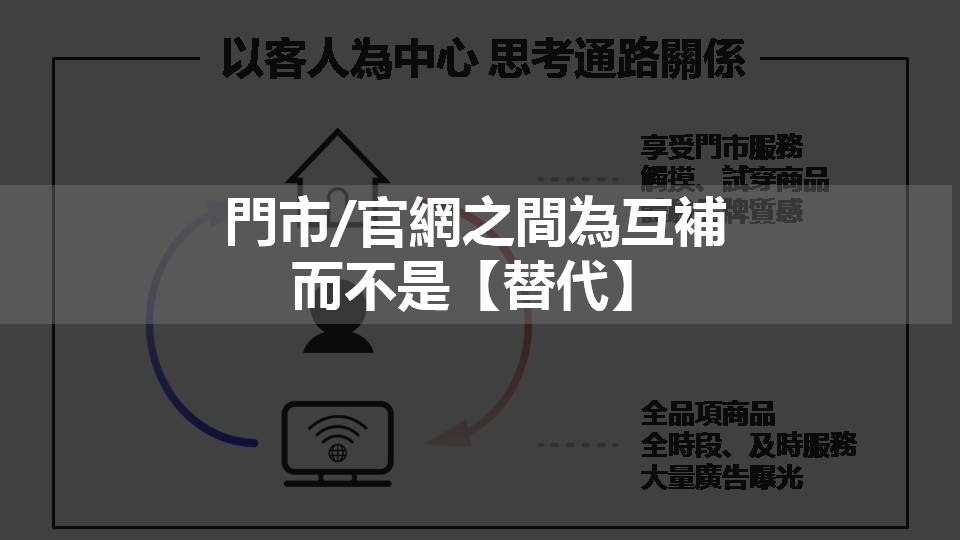 以客人為中心 思考通路關係
享受門市服務
觸摸、試穿商品
牌質感
門市/官網之間為互補
而不是【替代】
全品項商品
全時段、及時服務
大量廣告曝光